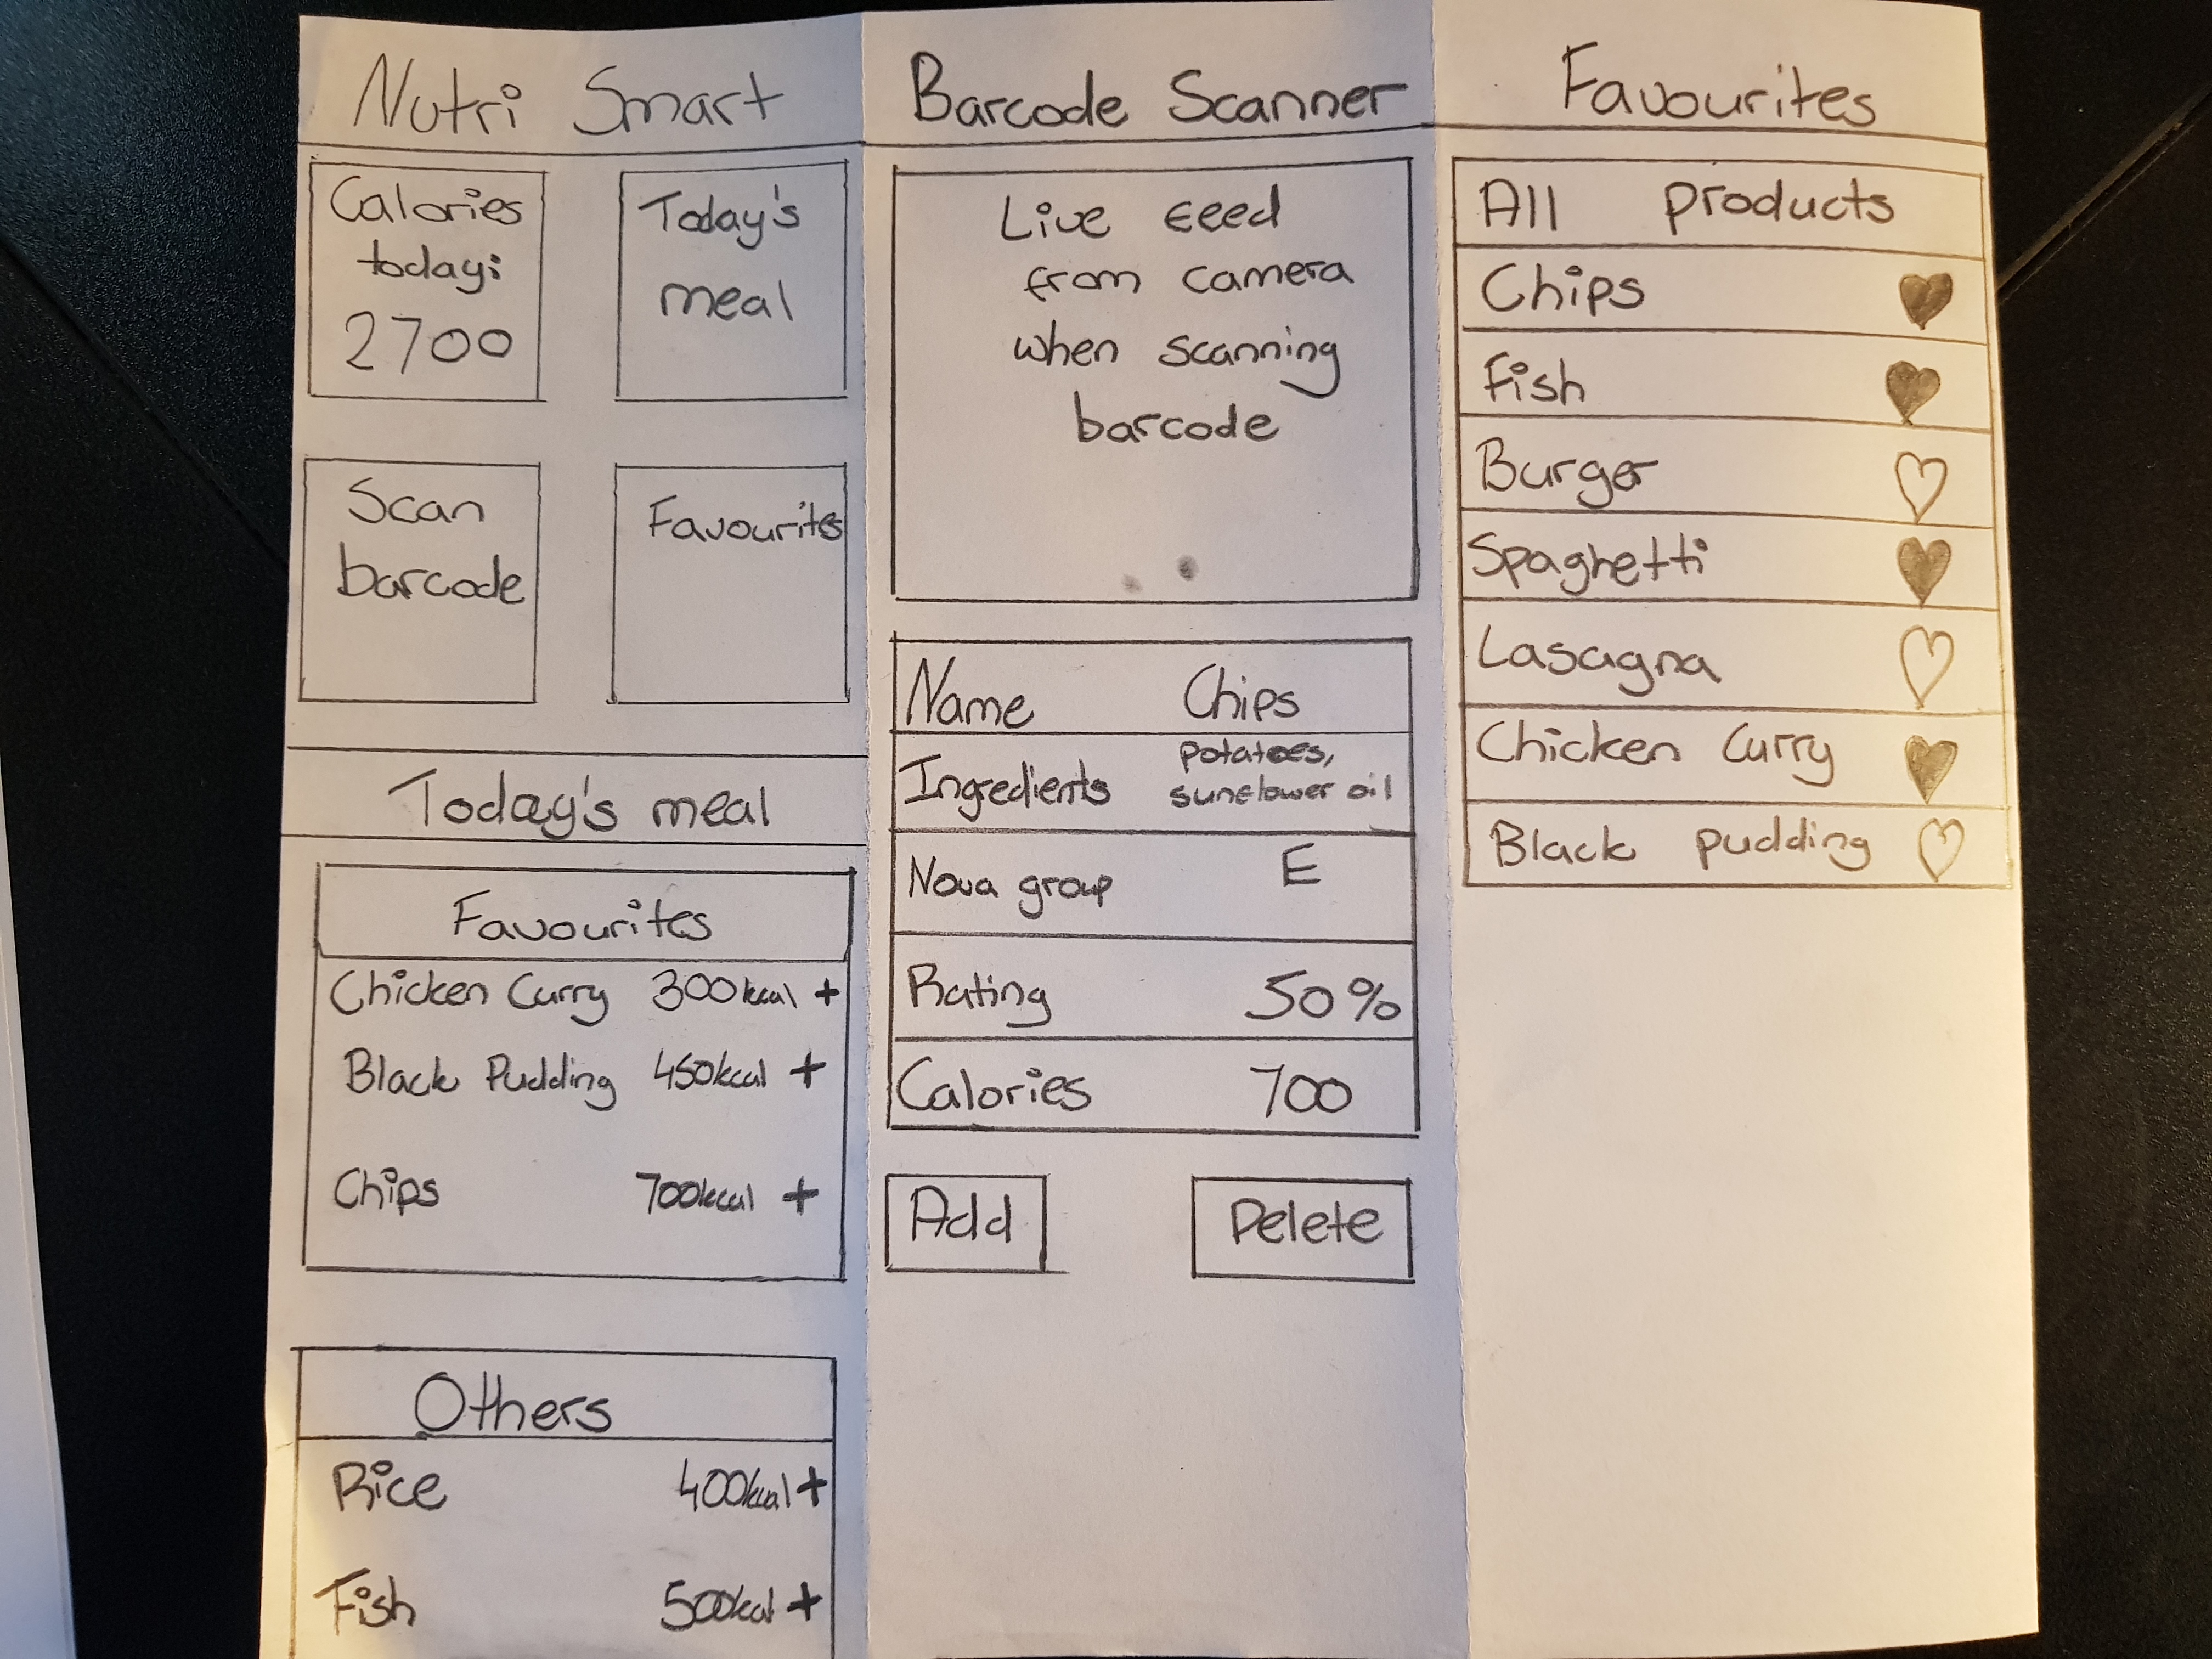 Nutri Smart
Calories
today:
2700
Today's
meal
Scan
barcode
Favourites
Today's meal
Favourites
Chicken Curry 300kcal +
Black Pudding 450kcal +
Chips 700kcal +
Others
Rice 400kcal +
Fish 500kcal +
Barcode Scanner
Live feed
from camera
when scanning
barcode
Name Chips
Ingredients potatoes,
sunflower oil
Nova group E
Rating 50%
Calories 700
Add Delete
Favourites
All products
Chips
Fish
Burger
Spaghetti
Lasagna
Chicken Curry
Black pudding